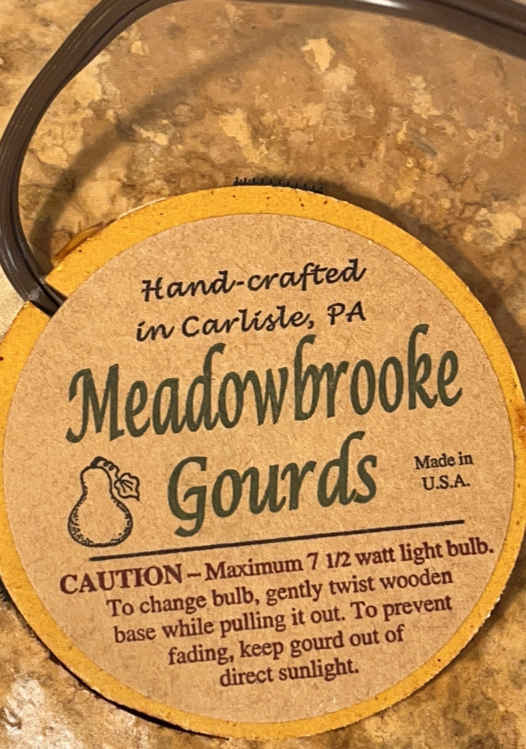 Hand-crafted
in Carlisle, PA
Meadowbrooke
Gourds
Made in
U.S.A.
CAUTION – Maximum 7 1/2 watt light bulb.
To change bulb, gently twist wooden
base while pulling it out. To prevent
fading, keep gourd out of
direct sunlight.